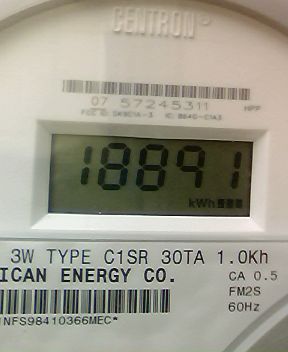 CENTRON
07 57245311
18891
kWh
3W TYPE C1SR 30TA 1.0Kh
ICAN ENERGY CO.
CA 0.5
FM2S
60Hz
NFS98410366MEC*